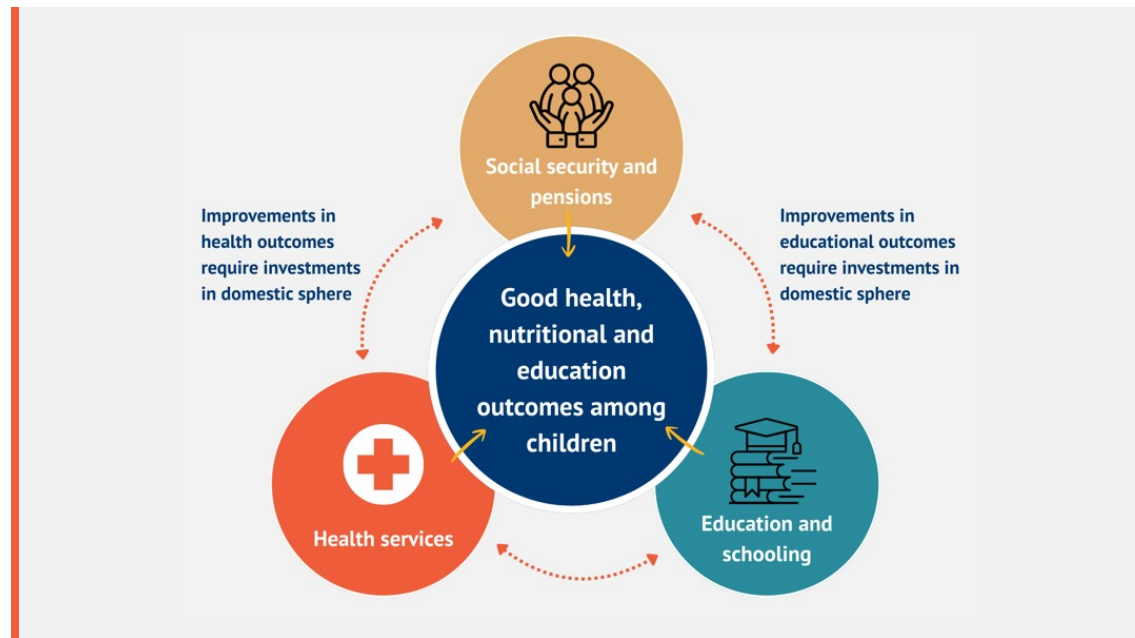 Social security and
pensions
Improvements in
health outcomes
require investments
in domestic sphere
Improvements in
educational outcomes
require investments in
domestic sphere
Good health,
nutritional and
education
outcomes among
children
Health services
Education and
schooling